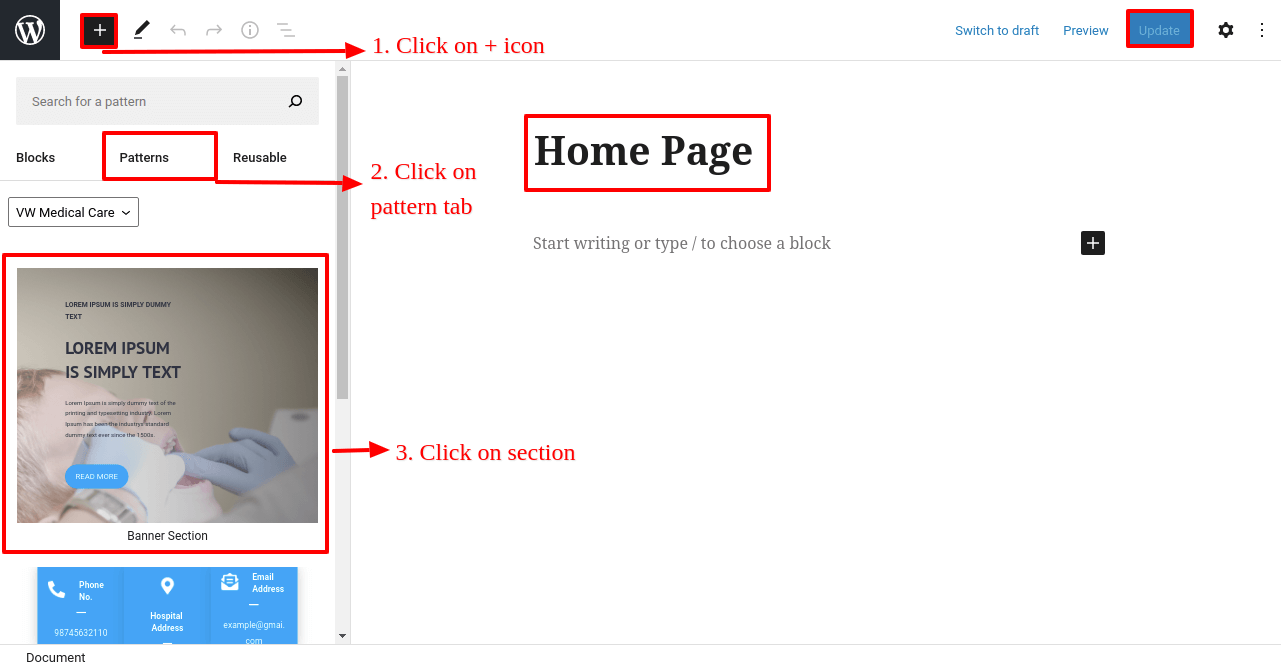 Switch to draft
Preview
Update
1. Click on + icon
Search for a pattern
Blocks
Patterns
Reusable
2. Click on
pattern tab
VW Medical Care
Home Page
Start writing or type / to choose a block
LOREM IPSUM IS SIMPLY DUMMY
TEXT
LOREM IPSUM
IS SIMPLY TEXT
Lorem Ipsum is simply dummy text of the
printing and typesetting industry. Lorem
Ipsum has been the industrys standard
dummy text ever since the 1500s.
READ MORE
Banner Section
3. Click on section
Phone
No.
98745632110
Hospital
Address
Email
Address
example@gmai.
com
Document